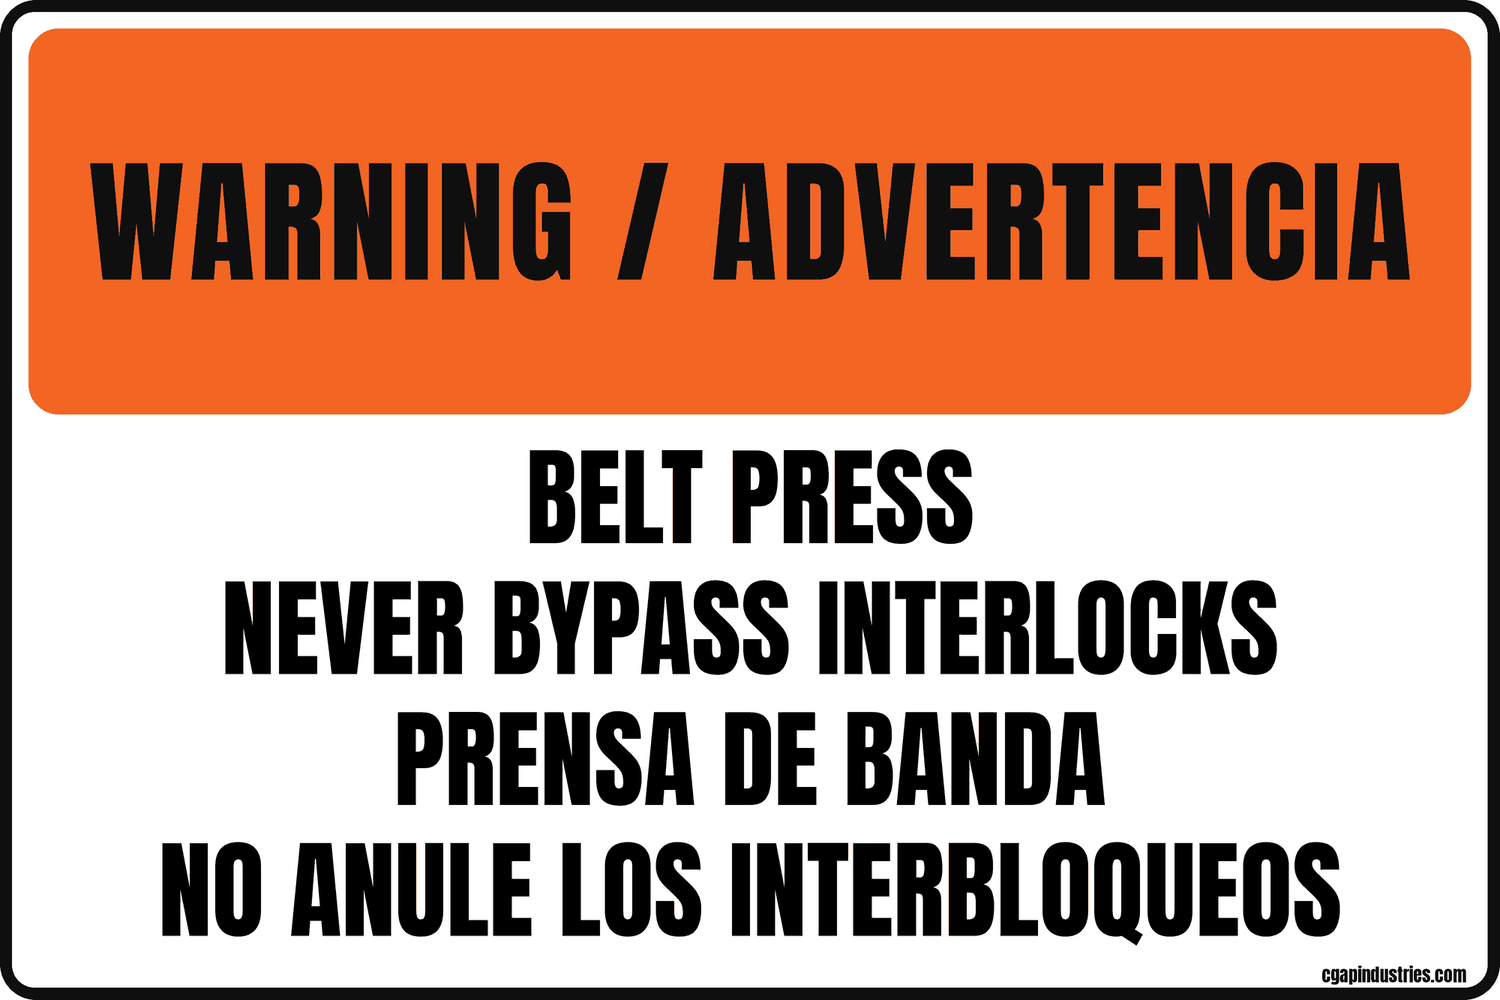 WARNING / ADVERTENCIA
BELT PRESS
NEVER BYPASS INTERLOCKS
PRENSA DE BANDA
NO ANULE LOS INTERBLOQUEOS
cgapindustries.com